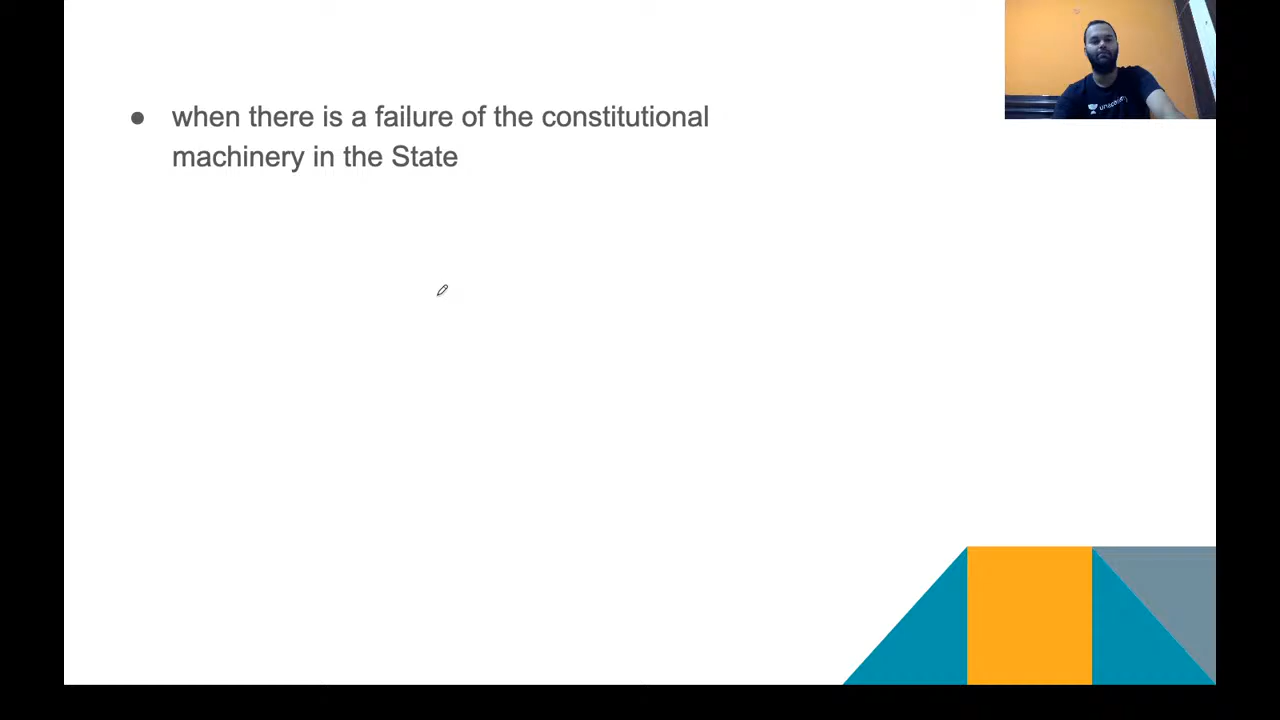 when there is a failure of the constitutional
machinery in the State